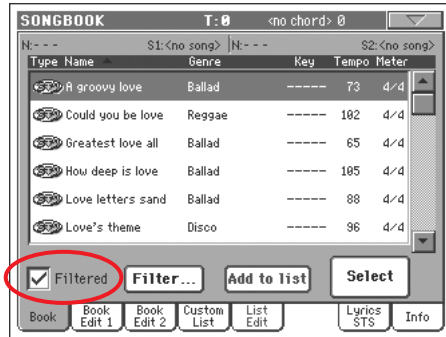 SONGBOOK T:0 <no chord> 0
N:--- S1:<no song> N:--- S2:<no song>
Type Name Genre Key Tempo Meter
A groovy love Ballad ----- 73 4/4
Could you be love Reggae ----- 102 4/4
Greatest love all Ballad ----- 65 4/4
How deep is love Ballad ----- 105 4/4
Love letters sand Ballad ----- 88 4/4
Love's theme Disco ----- 96 4/4
Filtered Filter... Add to list Select
Book Book Edit 1 Book Edit 2 Custom List List Edit Lyrics STS Info